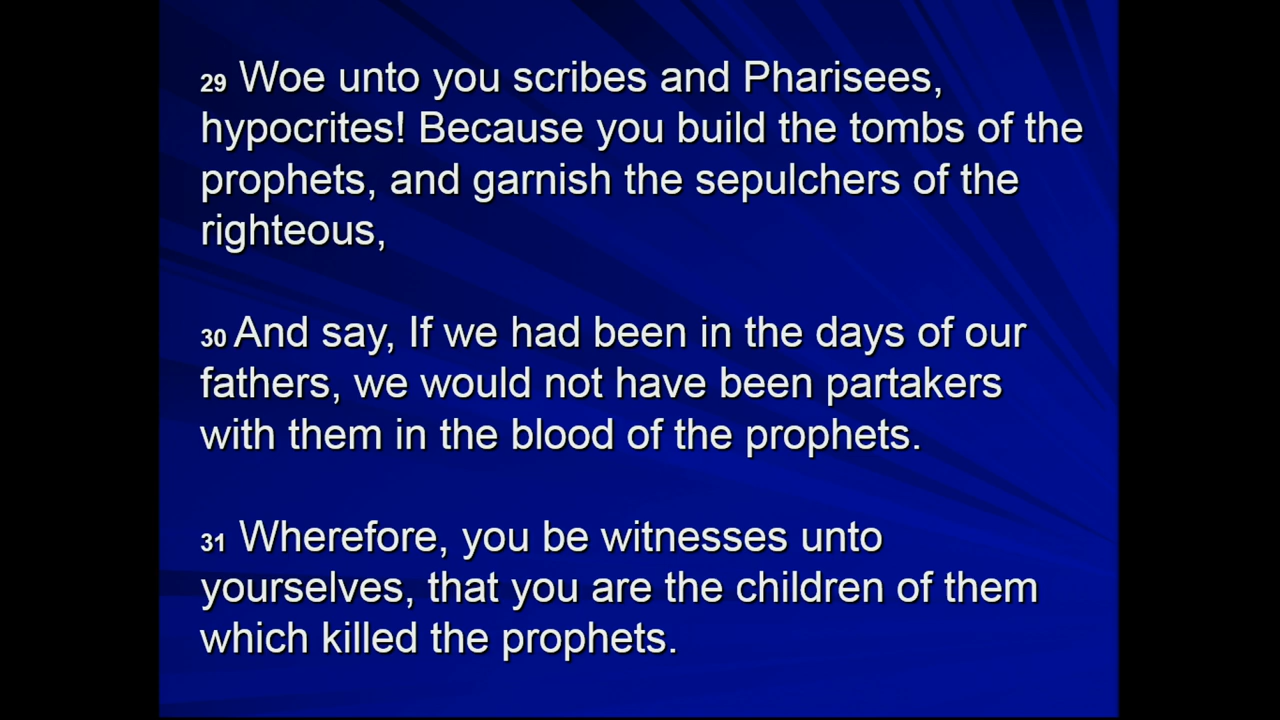 29 Woe unto you scribes and Pharisees,
hypocrites! Because you build the tombs of the
prophets, and garnish the sepulchers of the
righteous,
30 And say, If we had been in the days of our
fathers, we would not have been partakers
with them in the blood of the prophets.
31 Wherefore, you be witnesses unto
yourselves, that you are the children of them
which killed the prophets.